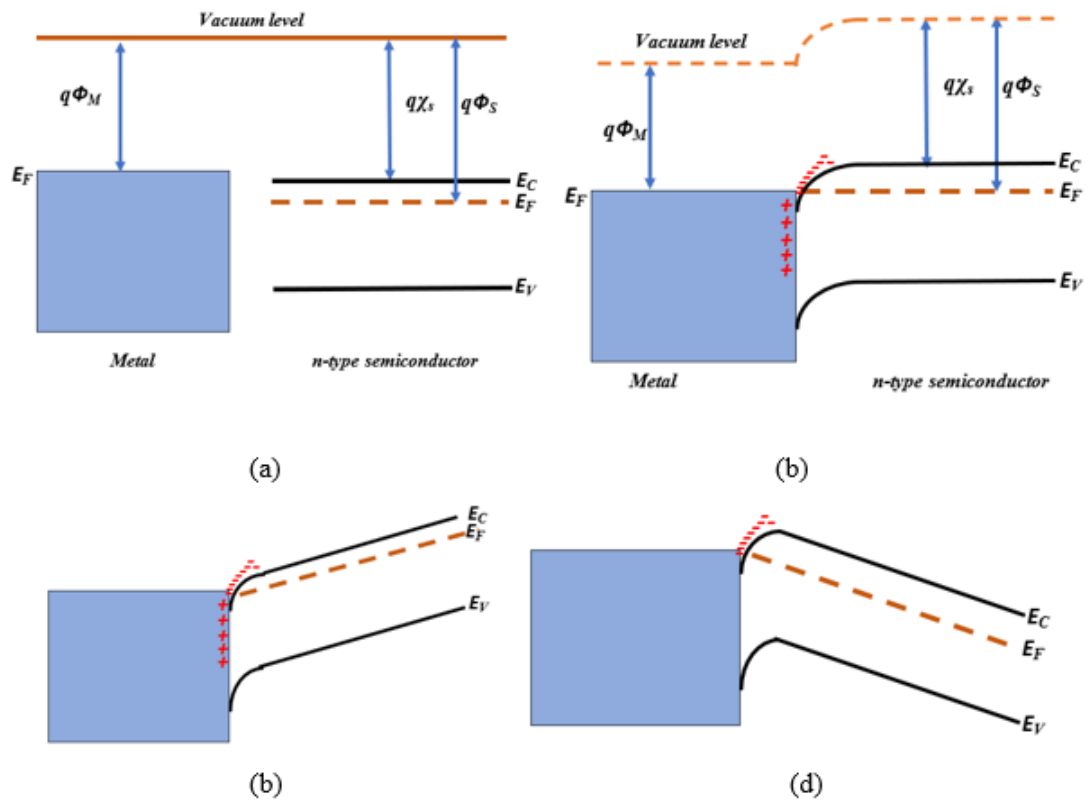 Vacuum level
qΦM
qχs
qΦS
EF
EC
EF
EV
Metal
n-type semiconductor
(a)
Vacuum level
qΦM
qχs
qΦS
EF
EC
EF
EV
Metal
n-type semiconductor
(b)
EC
EF
EV
(b)
EC
EF
EV
(d)